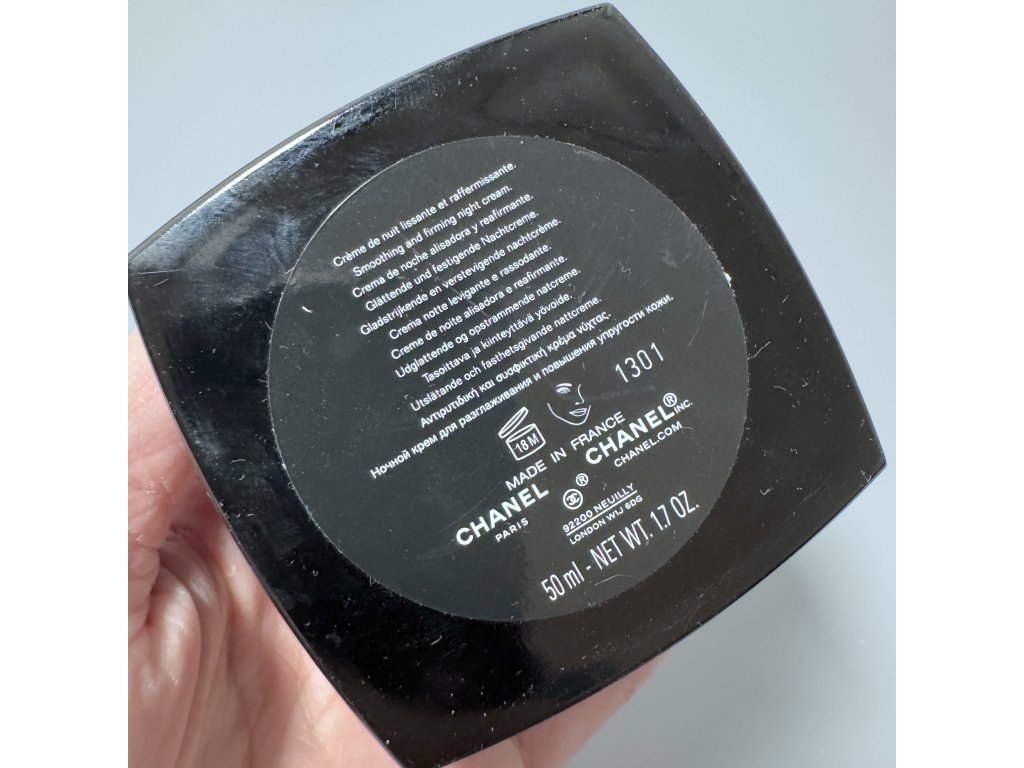 Crème de nuit lissante et raffermissante.
Smoothing and firming night cream.
Crema de noche alisadora y reafirmante.
Glättende und festigende Nachtcreme.
Gladstrijkende en verstevigende nachtcrème.
Crema notte levigante e rassodante.
Creme de noite alisadora e reafirmante.
Udglattende og opstrammende natcreme.
Tasoittava ja kiinteyttävä yövoide.
Utslätande och fasthetsgivande nattcreme.
Αντιρυτιδική και συσφικτική κρέμα νύχτας.
Ночной крем для разглаживания и повышения упругости кожи.
1301
18 M
MADE IN FRANCE
CHANEL ® CHANEL® INC.
PARIS CHANEL.COM
92200 NEUILLY
LONDON W1J 6DG
50 ml - NET WT. 1.7 OZ.